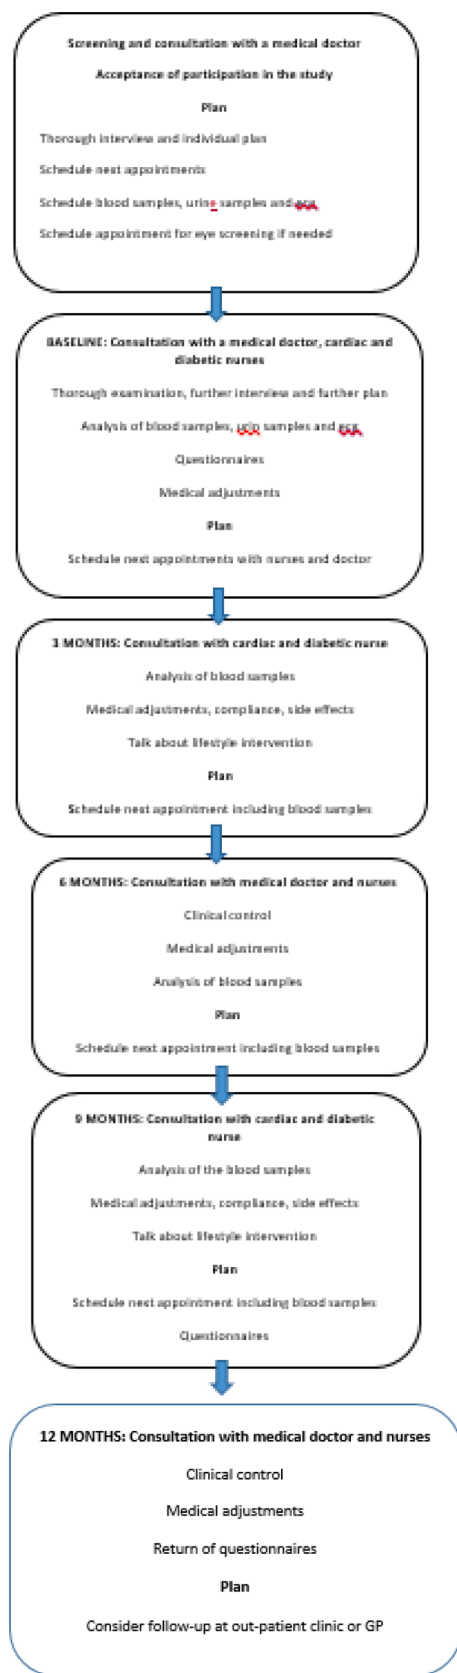 Screening and consultation with a medical doctor
Acceptance of participation in the study
Plan
Thorough interview and individual plan
Schedule next appointments
Schedule blood samples, urine samples and ecg
Schedule appointment for eye screening if needed
BASELINE: Consultation with a medical doctor, cardiac and
diabetic nurses
Thorough examination, further interview and further plan
Analysis of blood samples, urin samples and ecg
Questionnaires
Medical adjustments
Plan
Schedule next appointments with nurses and doctor
3 MONTHS: Consultation with cardiac and diabetic nurse
Analysis of blood samples
Medical adjustments, compliance, side effects
Talk about lifestyle intervention
Plan
Schedule next appointment including blood samples
6 MONTHS: Consultation with medical doctor and nurses
Clinical control
Medical adjustments
Analysis of blood samples
Plan
Schedule next appointment including blood samples
9 MONTHS: Consultation with cardiac and diabetic
nurse
Analysis of the blood samples
Medical adjustments, compliance, side effects
Talk about lifestyle intervention
Plan
Schedule next appointment including blood samples
Questionnaires
12 MONTHS: Consultation with medical doctor and nurses
Clinical control
Medical adjustments
Return of questionnaires
Plan
Consider follow-up at out-patient clinic or GP